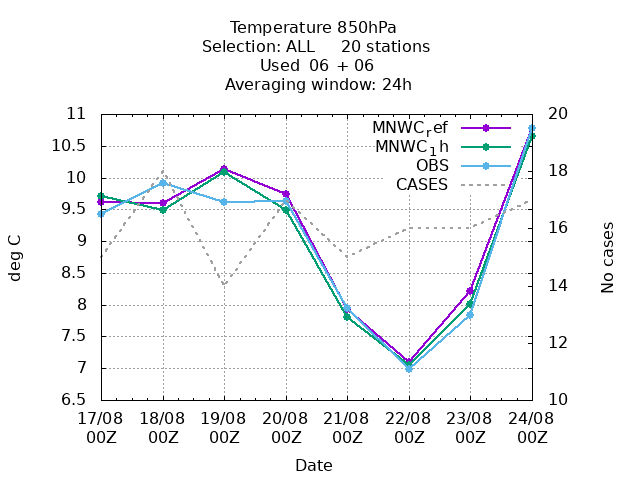 Temperature 850hPa
Selection: ALL 20 stations
Used 06 + 06
Averaging window: 24h
11
10.5
10
9.5
9
8.5
8
7.5
7
6.5
deg C
20
18
16
14
12
10
No cases
MNWCref
MNWC1h
OBS
CASES
17/08 18/08 19/08 20/08 21/08 22/08 23/08 24/08
00Z 00Z 00Z 00Z 00Z 00Z 00Z 00Z
Date